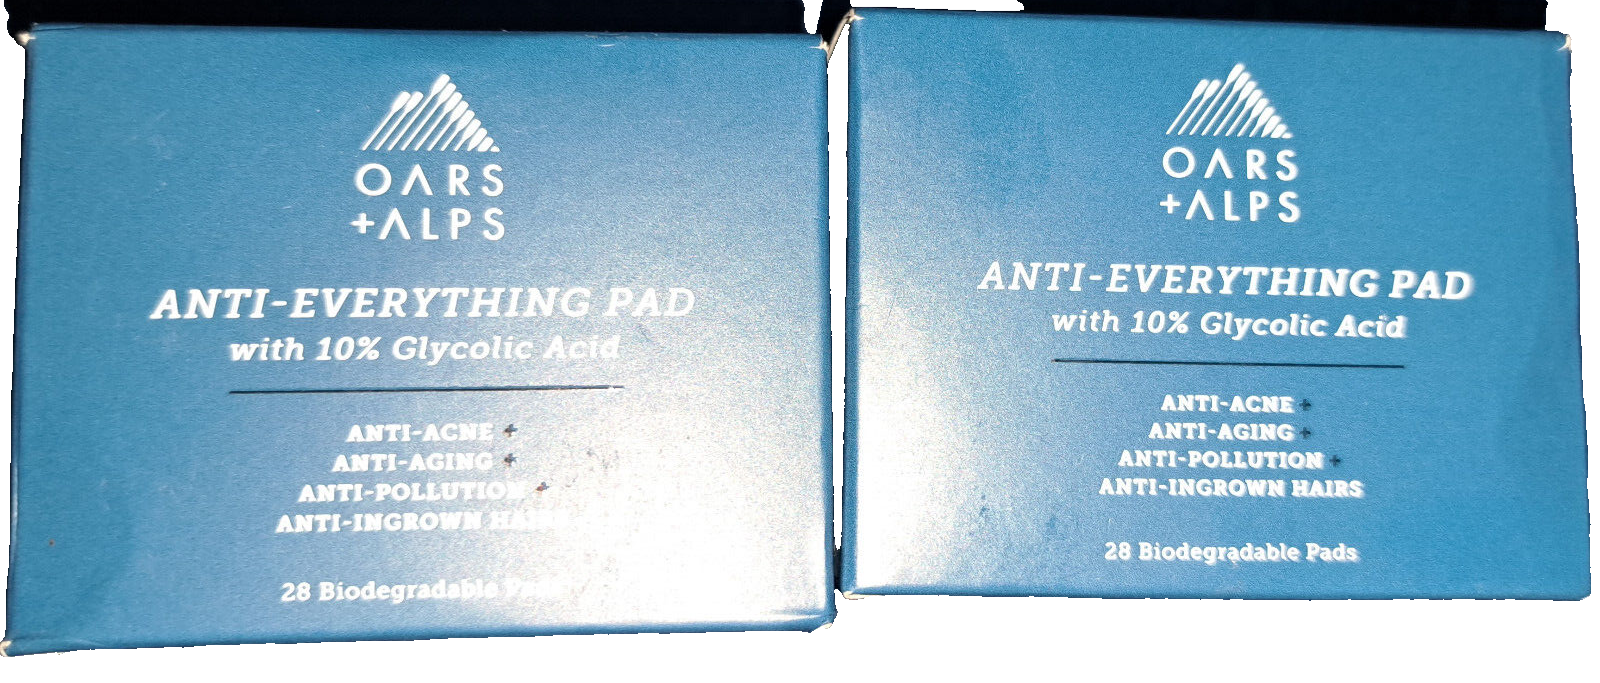 OARS
+ALPS
ANTI-EVERYTHING PAD
with 10% Glycolic Acid
ANTI-ACNE +
ANTI-AGING +
ANTI-POLLUTION +
ANTI-INGROWN HAIRS
28 Biodegradable Pads
OARS
+ALPS
ANTI-EVERYTHING PAD
with 10% Glycolic Acid
ANTI-ACNE +
ANTI-AGING +
ANTI-POLLUTION +
ANTI-INGROWN HAIRS
28 Biodegradable Pads